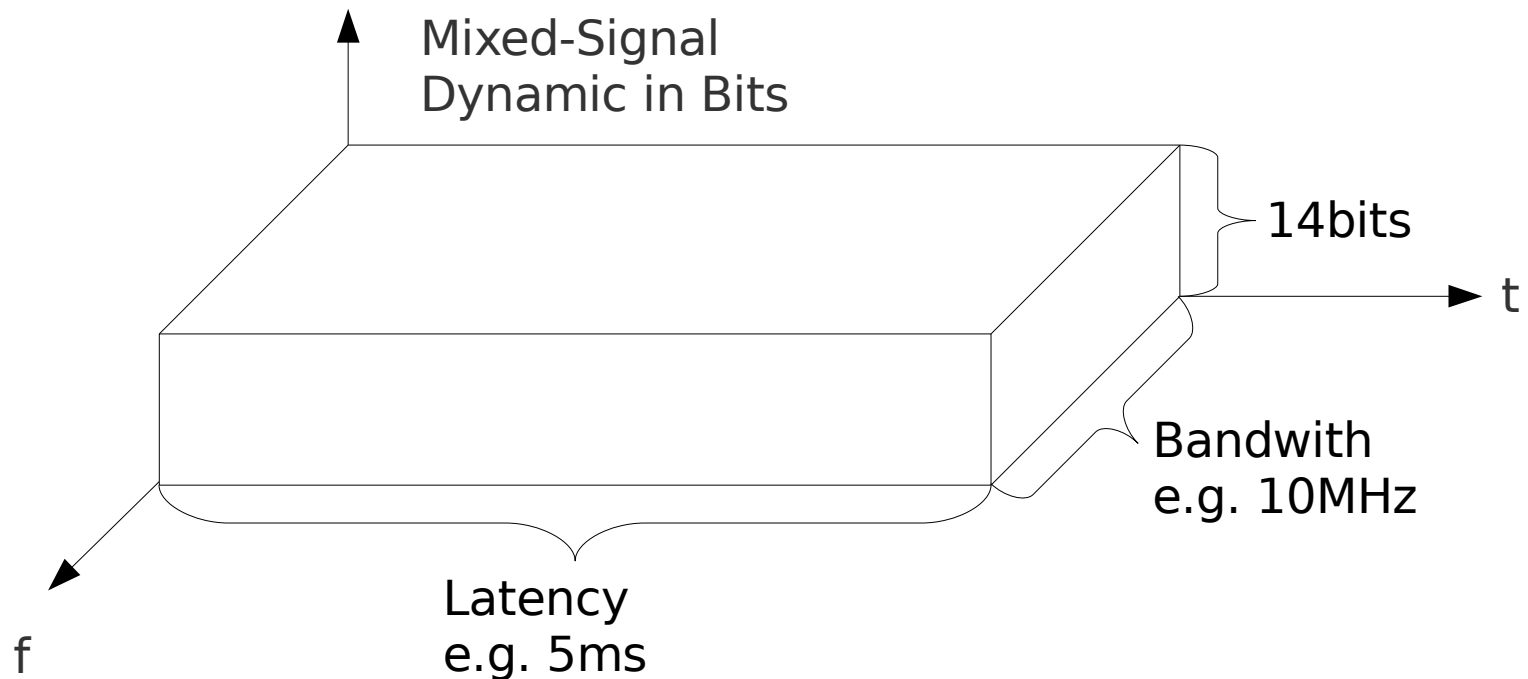 Mixed-Signal
Dynamic in Bits
14bits
t
Bandwith
e.g. 10MHz
Latency
e.g. 5ms
f